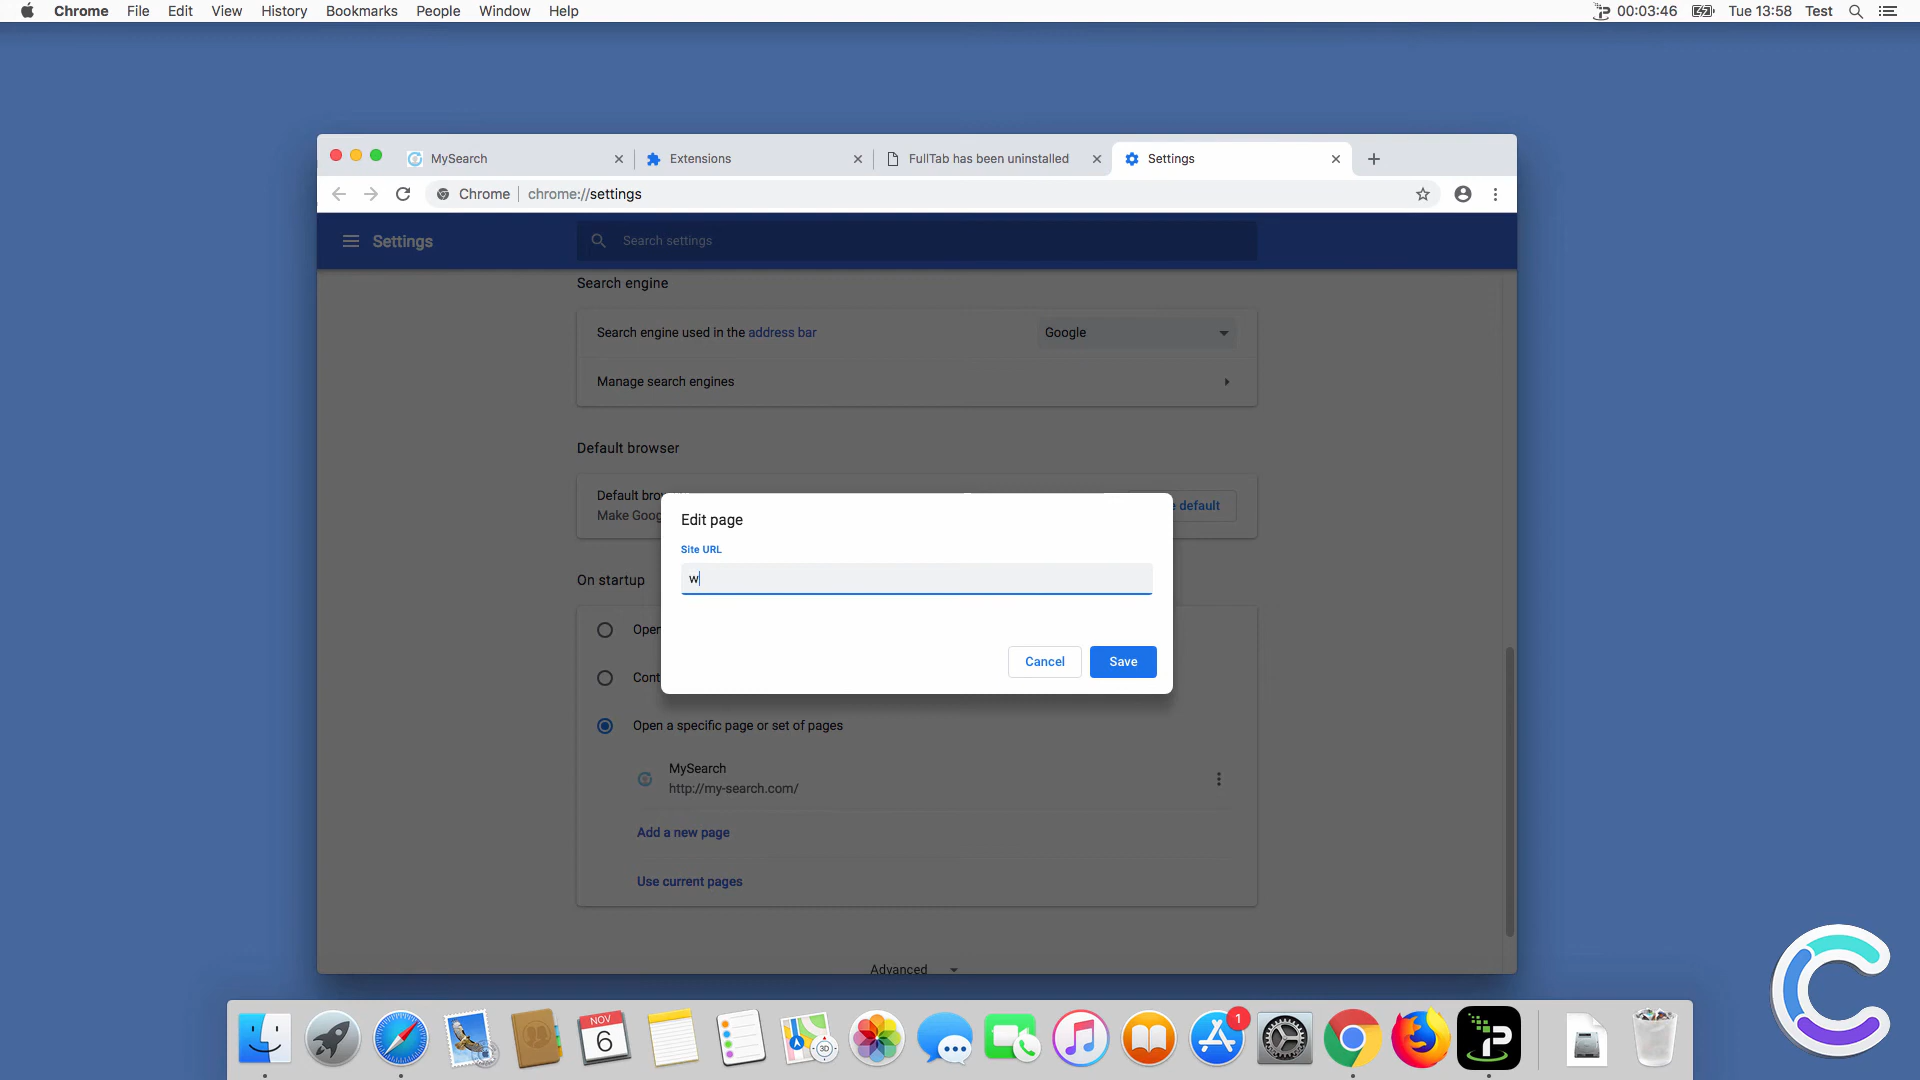 Chrome File Edit View History Bookmarks People Window Help 00:03:46 Tue 13:58 Test
MySearch Extensions FullTab has been uninstalled Settings
Chrome chrome://settings
Settings Search settings
Search engine
Search engine used in the address bar Google
Manage search engines
Default browser
Default bro
Make Goog default
Edit page
Site URL
w
Cancel Save
On startup
Open
Cont
Open a specific page or set of pages
MySearch
http://my-search.com/
Add a new page
Use current pages
Advanced
1
NOV
6
3D